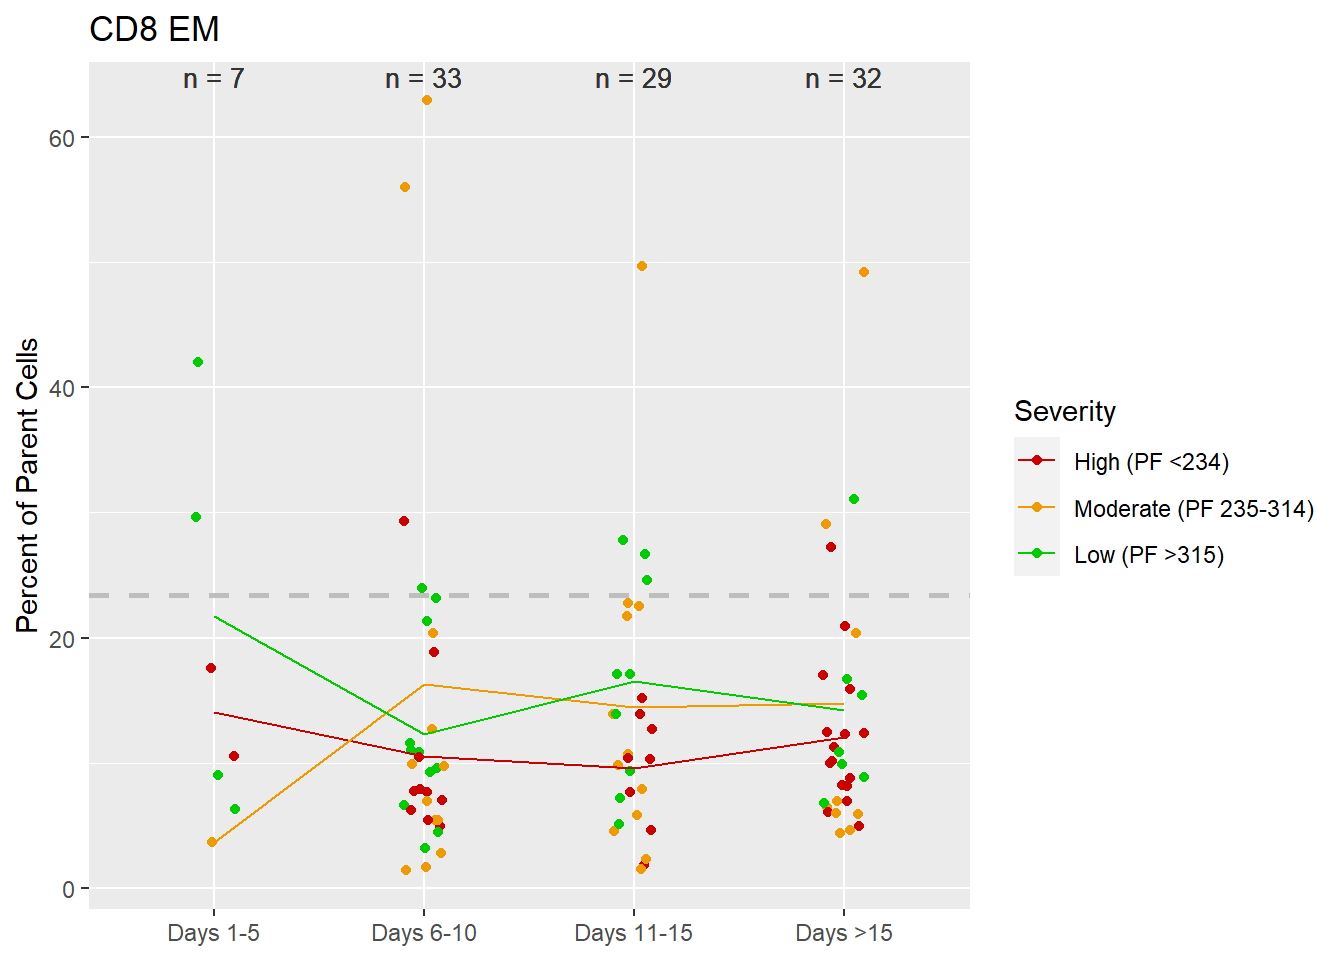 CD8 EM
n = 7
n = 33
n = 29
n = 32
60
40
20
0
Percent of Parent Cells
Days 1-5
Days 6-10
Days 11-15
Days >15
Severity
High (PF <234)
Moderate (PF 235-314)
Low (PF >315)